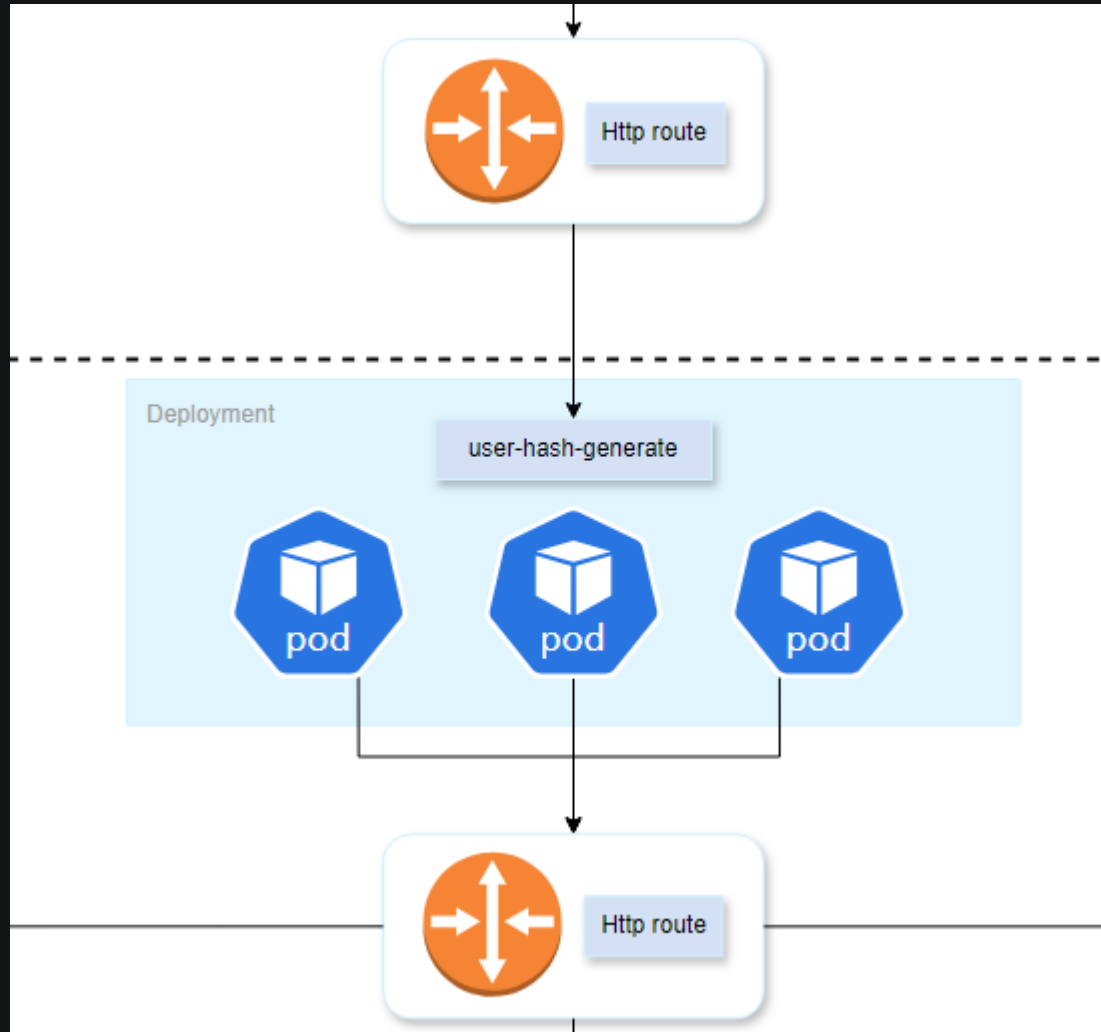 Http route
Deployment
user-hash-generate
pod
pod
pod
Http route